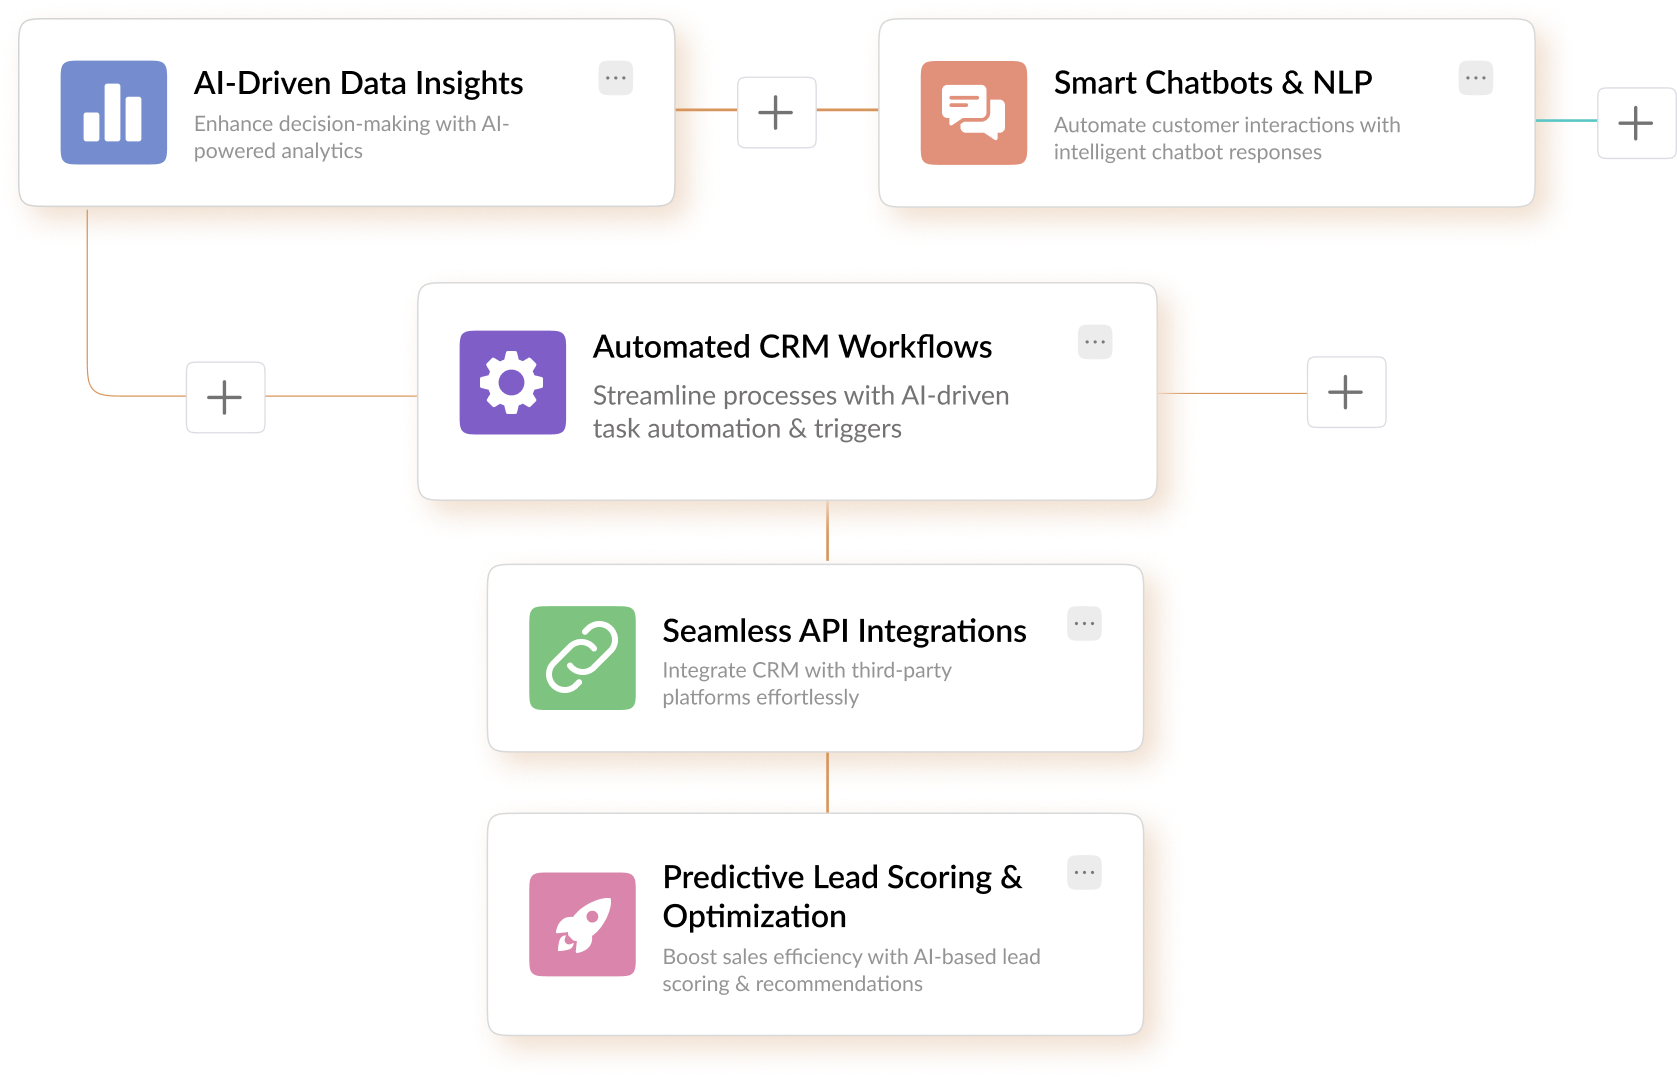 AI-Driven Data Insights
Enhance decision-making with AI-
powered analytics
Smart Chatbots & NLP
Automate customer interactions with
intelligent chatbot responses
Automated CRM Workflows
Streamline processes with AI-driven
task automation & triggers
Seamless API Integrations
Integrate CRM with third-party
platforms effortlessly
Predictive Lead Scoring &
Optimization
Boost sales efficiency with AI-based lead
scoring & recommendations